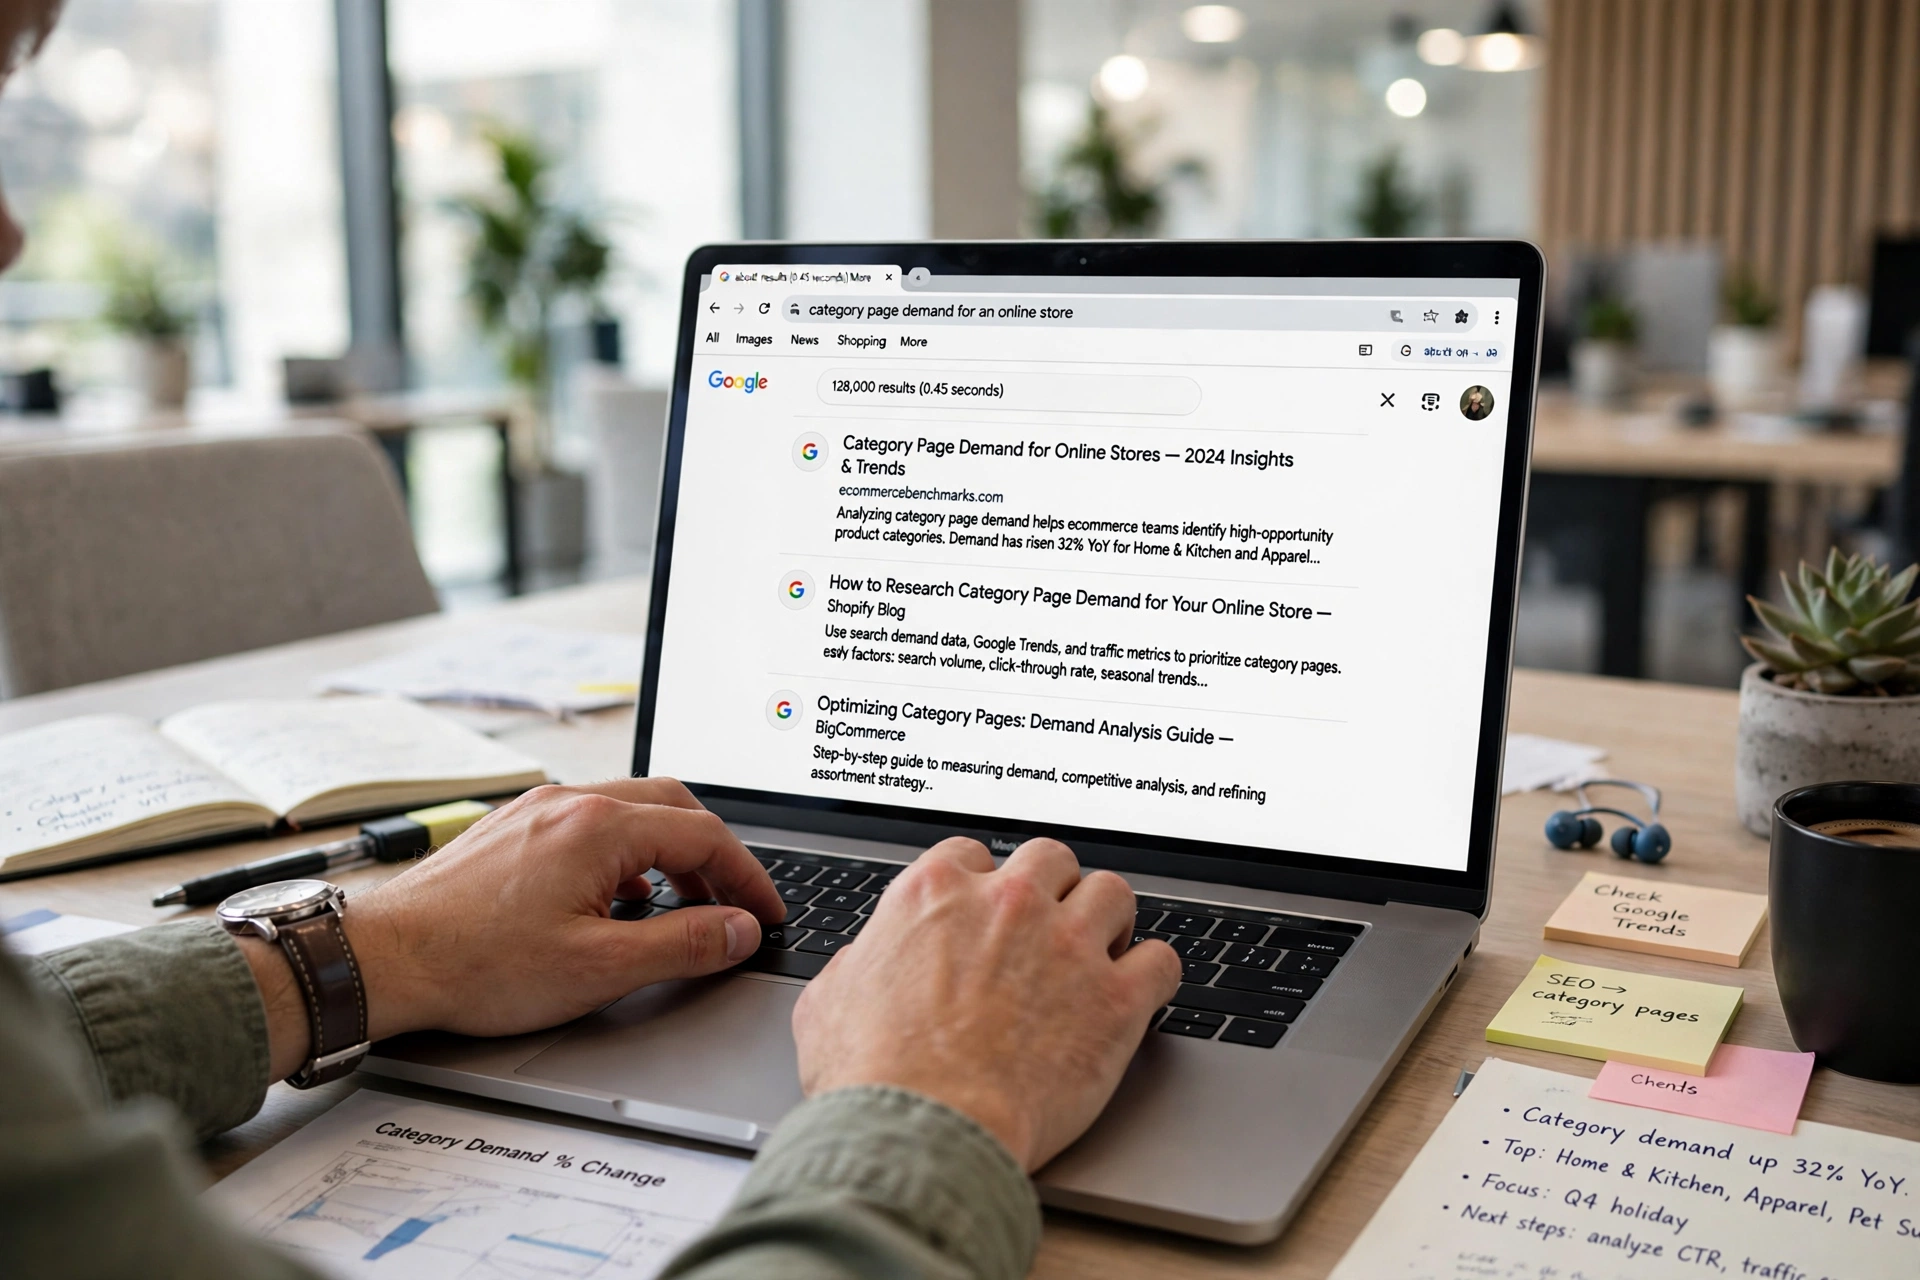 about results (0.45 seconds) More
category page demand for an online store
All Images News Shopping More
Google
128,000 results (0.45 seconds)
Category Page Demand for Online Stores — 2024 Insights
& Trends
ecommercebenchmarks.com
Analyzing category page demand helps ecommerce teams identify high-opportunity
product categories. Demand has risen 32% YoY for Home & Kitchen and Apparel...
How to Research Category Page Demand for Your Online Store —
Shopify Blog
Use search demand data, Google Trends, and traffic metrics to prioritize category pages.
factors: search volume, click-through rate, seasonal trends...
Optimizing Category Pages: Demand Analysis Guide —
BigCommerce
Step-by-step guide to measuring demand, competitive analysis, and refining
assortment strategy..
Check
Google
Trends
SEO →
category pages
Chends
• Category demand up 32% YoY.
• Top: Home & Kitchen, Apparel, Pet Su
• Focus: Q4 holiday
• Next steps: analyze CTR, traffic
Category Demand % Change